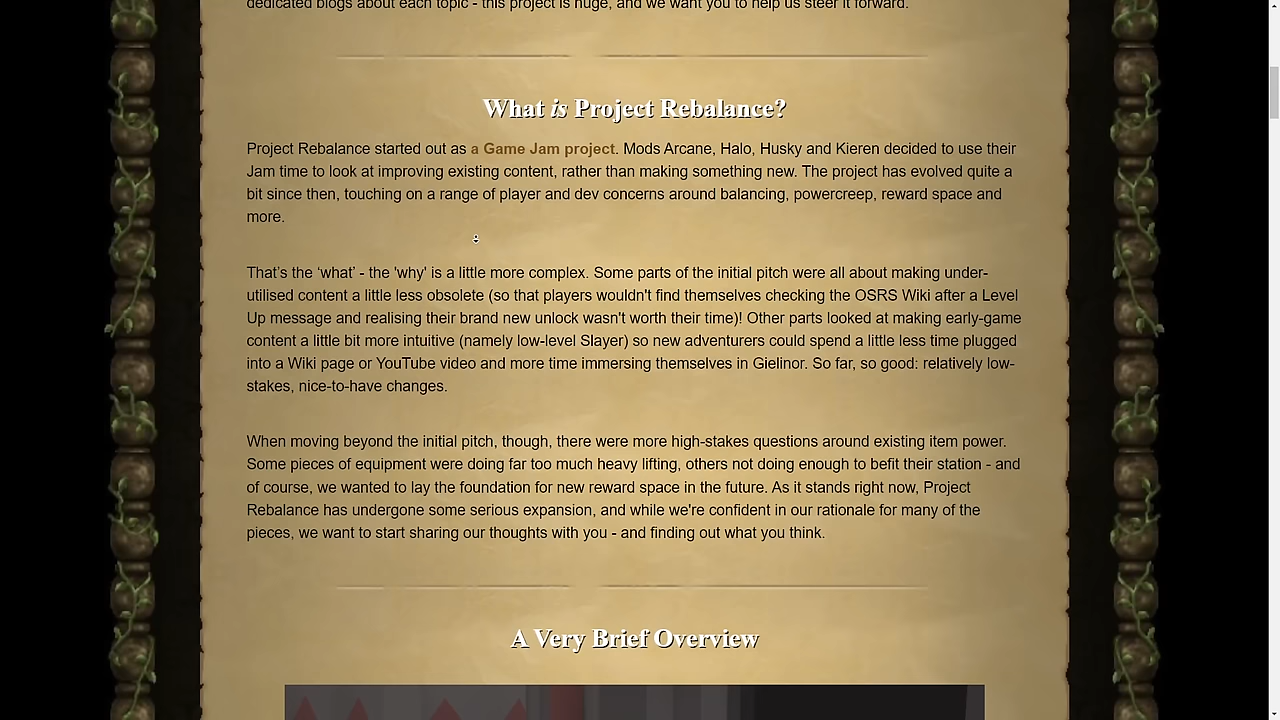 dedicated blogs about each topic - this project is huge, and we want you to help us steer it forward.
What is Project Rebalance?
Project Rebalance started out as a Game Jam project. Mods Arcane, Halo, Husky and Kieren decided to use their
Jam time to look at improving existing content, rather than making something new. The project has evolved quite a
bit since then, touching on a range of player and dev concerns around balancing, powercreep, reward space and
more.
That's the ‘what’ - the 'why' is a little more complex. Some parts of the initial pitch were all about making under-
utilised content a little less obsolete (so that players wouldn't find themselves checking the OSRS Wiki after a Level
Up message and realising their brand new unlock wasn't worth their time)! Other parts looked at making early-game
content a little bit more intuitive (namely low-level Slayer) so new adventurers could spend a little less time plugged
into a Wiki page or YouTube video and more time immersing themselves in Gielinor. So far, so good: relatively low-
stakes, nice-to-have changes.
When moving beyond the initial pitch, though, there were more high-stakes questions around existing item power.
Some pieces of equipment were doing far too much heavy lifting, others not doing enough to befit their station - and
of course, we wanted to lay the foundation for new reward space in the future. As it stands right now, Project
Rebalance has undergone some serious expansion, and while we're confident in our rationale for many of the
pieces, we want to start sharing our thoughts with you - and finding out what you think.
A Very Brief Overview